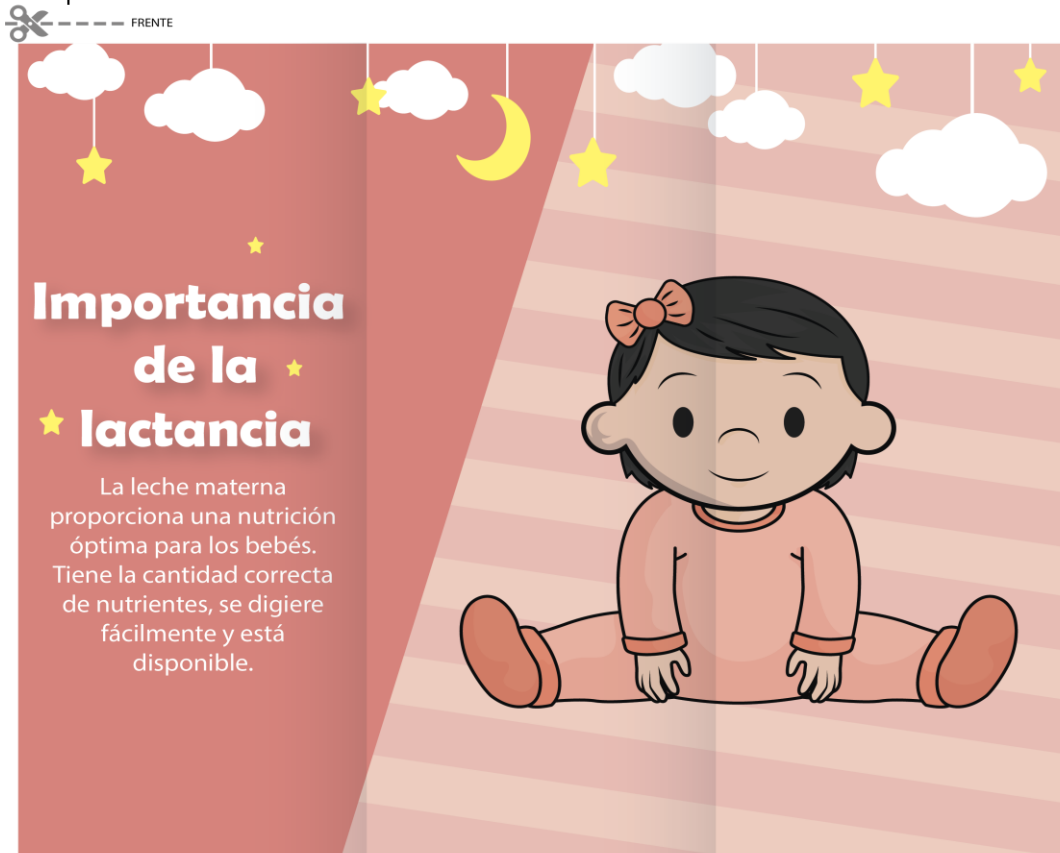 FRENTE
Importancia
de la
lactancia
La leche materna
proporciona una nutrición
óptima para los bebés.
Tiene la cantidad correcta
de nutrientes, se digiere
fácilmente y está
disponible.